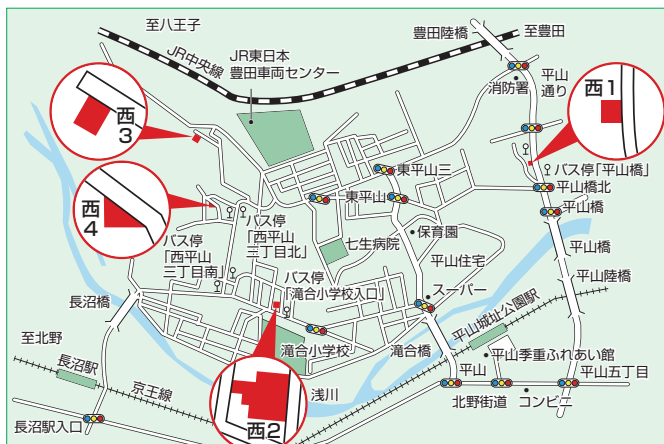 至八王子
JR中央線
JR東日本
豊田車両センター
豊田陸橋
至豊田
消防署
平山
通り
西1
西
3
西
4
バス停「平山橋」
平山橋北
平山橋
平山橋
平山陸橋
東平山三
東平山
バス停
「西平山
三丁目北」
バス停
「西平山
三丁目南」
七生病院
保育園
平山住宅
スーパー
バス停
「滝合小学校入口」
長沼橋
至北野
長沼駅
京王線
長沼駅入口
滝合小学校
西2
浅川
滝合橋
平山城址公園駅
平山季重ふれあい館
平山
平山五丁目
北野街道
コンビニ